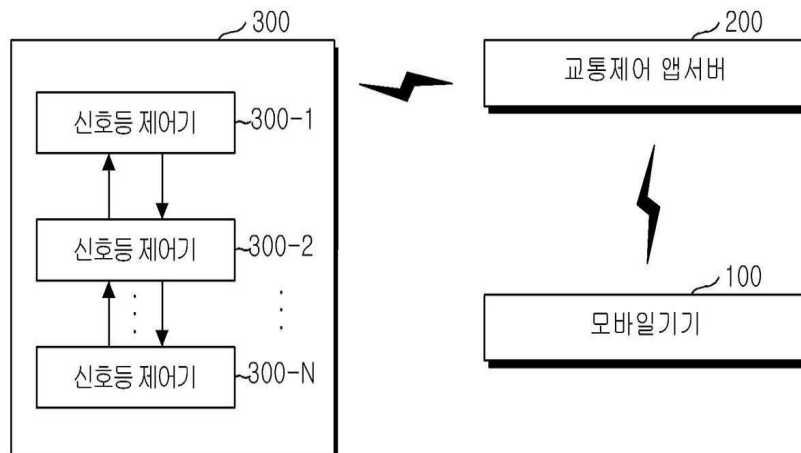 300
신호등 제어기
300-1
신호등 제어기
300-2
신호등 제어기
300-N
200
교통제어 앱서버
100
모바일기기